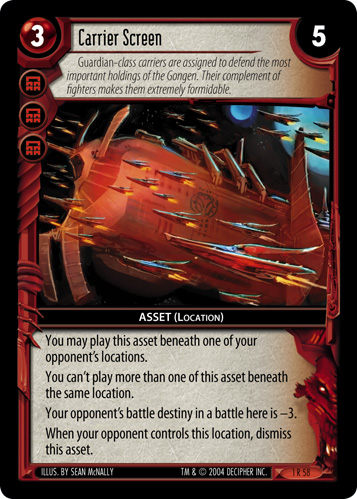 3 Carrier Screen 5
Guardian-class carriers are assigned to defend the most
important holdings of the Gongen. Their complement of
fighters makes them extremely formidable.
ASSET (LOCATION)
You may play this asset beneath one of your
opponent's locations.
You can't play more than one of this asset beneath
the same location.
Your opponent's battle destiny in a battle here is –3.
When your opponent controls this location, dismiss
this asset.
ILLUS. BY SEAN McNALLY TM & © 2004 DECIPHER INC. 1 R 58